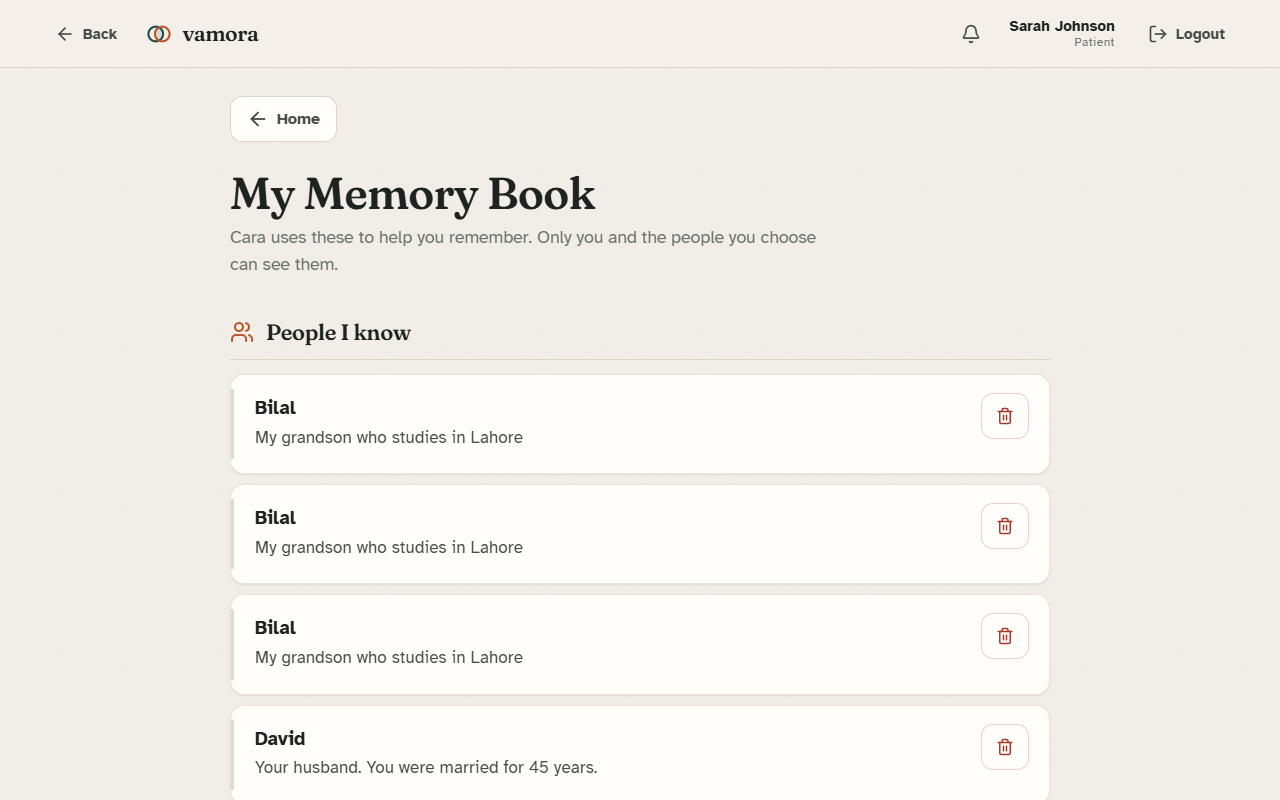 Back
vamora
Sarah Johnson
Patient
Logout
Home
My Memory Book
Cara uses these to help you remember. Only you and the people you choose
can see them.
People I know
Bilal
My grandson who studies in Lahore
Bilal
My grandson who studies in Lahore
Bilal
My grandson who studies in Lahore
David
Your husband. You were married for 45 years.